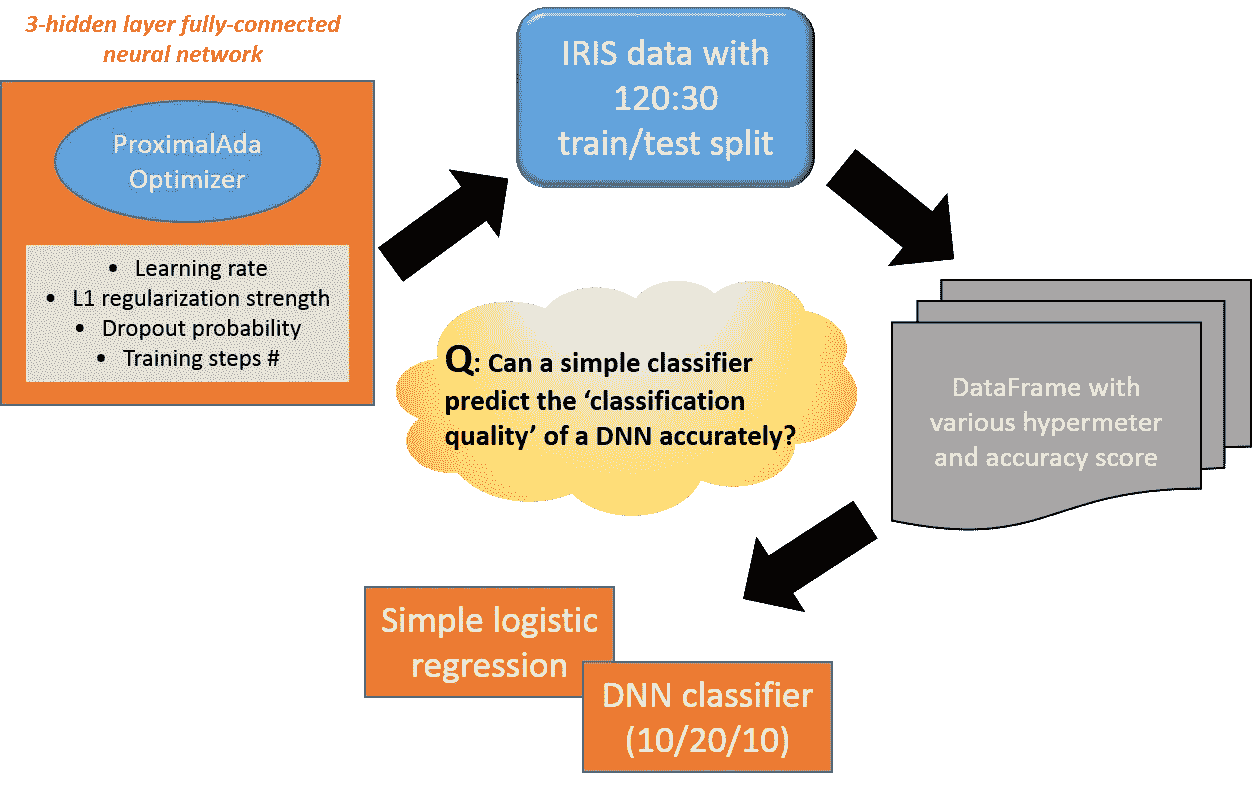 3-hidden layer fully-connected
neural network
ProximalAda
Optimizer
• Learning rate
• L1 regularization strength
• Dropout probability
• Training steps #
IRIS data with
120:30
train/test split
Q: Can a simple classifier
predict the ‘classification
quality’ of a DNN accurately?
DataFrame with
various hypermeter
and accuracy score
Simple logistic
regression
DNN classifier
(10/20/10)